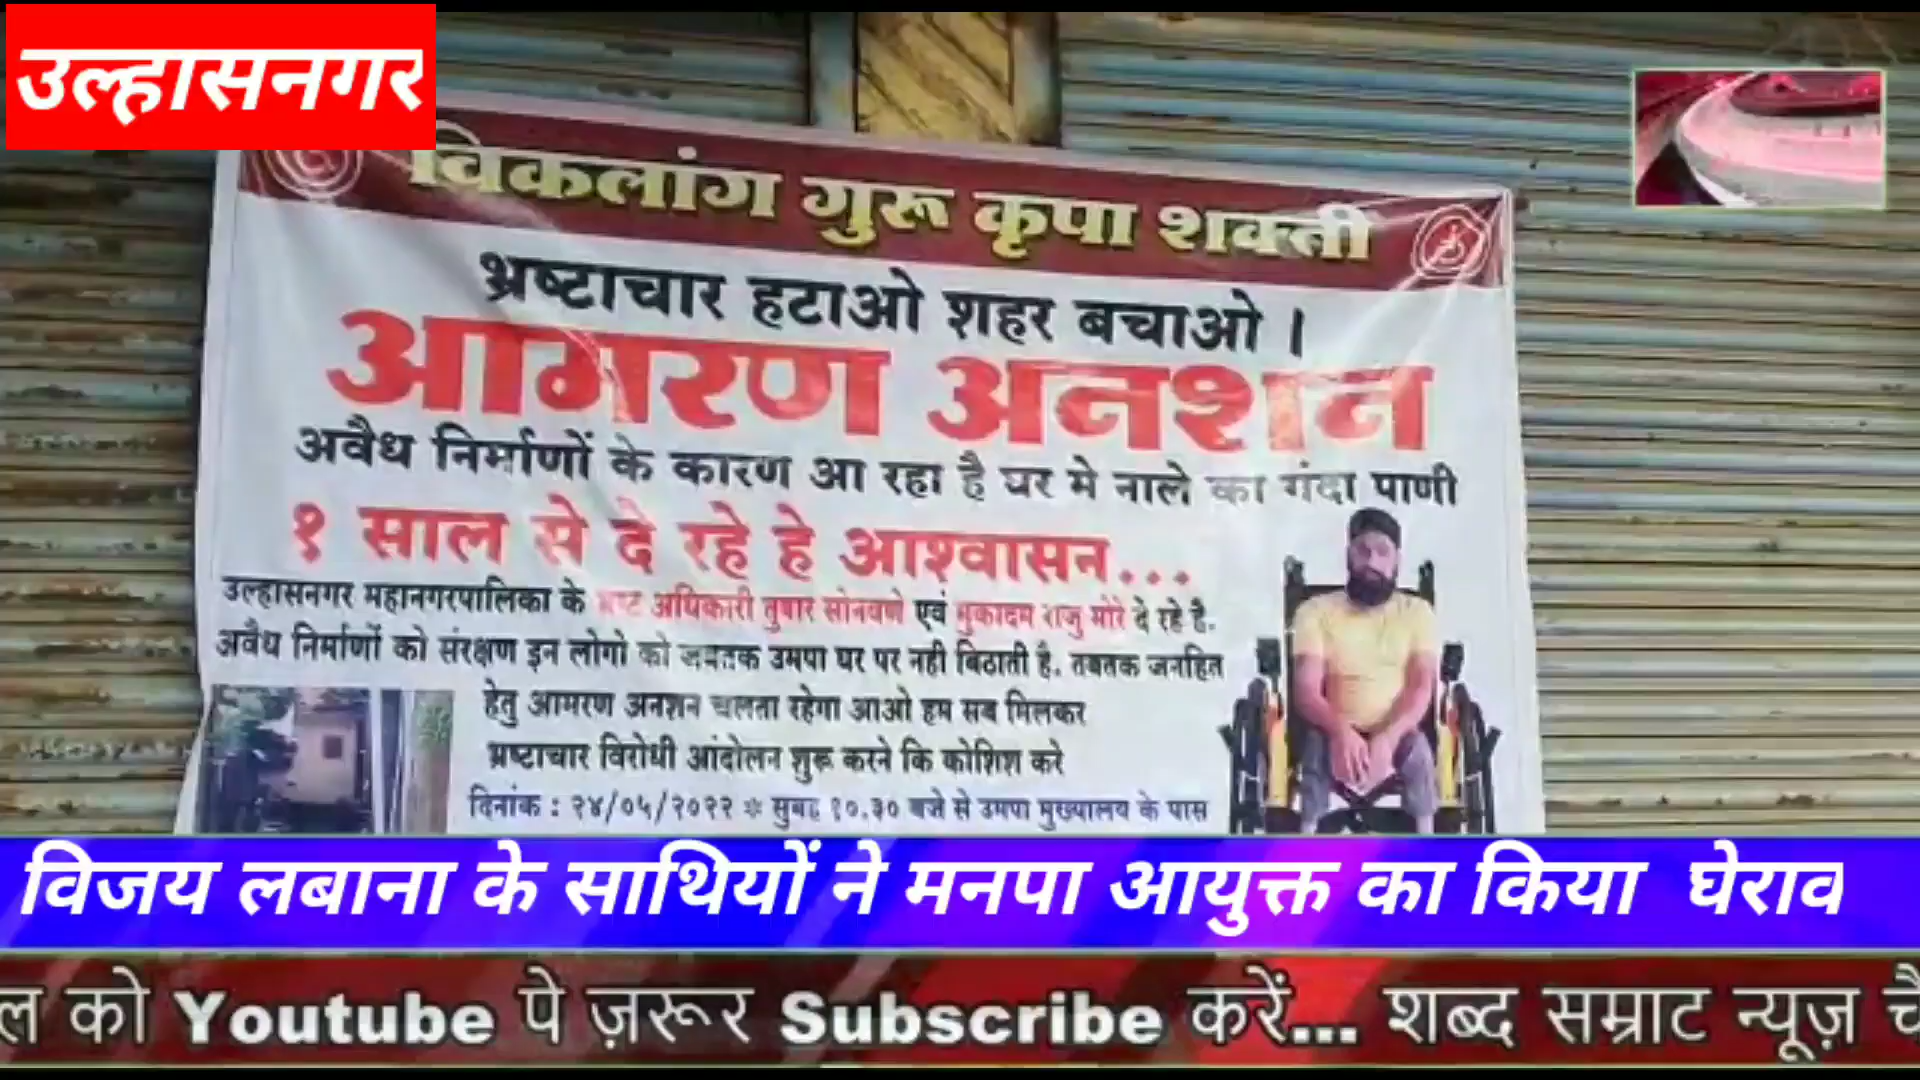 उल्हासनगर
विकलांग गुरू कृपा शक्ती
भ्रष्टाचार हटाओ शहर बचाओ ।
आमरण अनशन
अवैध निर्माणों के कारण आ रहा है घर मे नाले का गंदा पाणी
१ साल से दे रहे हे आश्वासन...
उल्हासनगर महानगरपालिका के भ्रष्ट अधिकारी तुषार सोनवणे एवं मुकादम राजु मोरे दे रहे है.
अवैध निर्माणों को संरक्षण इन लोगो को जबतक उमपा घर पर नही बिठाती है. तबतक जनहित
हेतु आमरण अनशन चलता रहेगा आओ हम सब मिलकर
भ्रष्टाचार विरोधी आंदोलन शुरू करने कि कोशिश करे
दिनांक : २४/०५/२०२२ * सुबह १०.३० बजे से उमपा मुख्यालय के पास
विजय लबाना के साथियों ने मनपा आयुक्त का किया घेराव
ल को Youtube पे ज़रूर Subscribe करें... शब्द सम्राट न्यूज़ चै